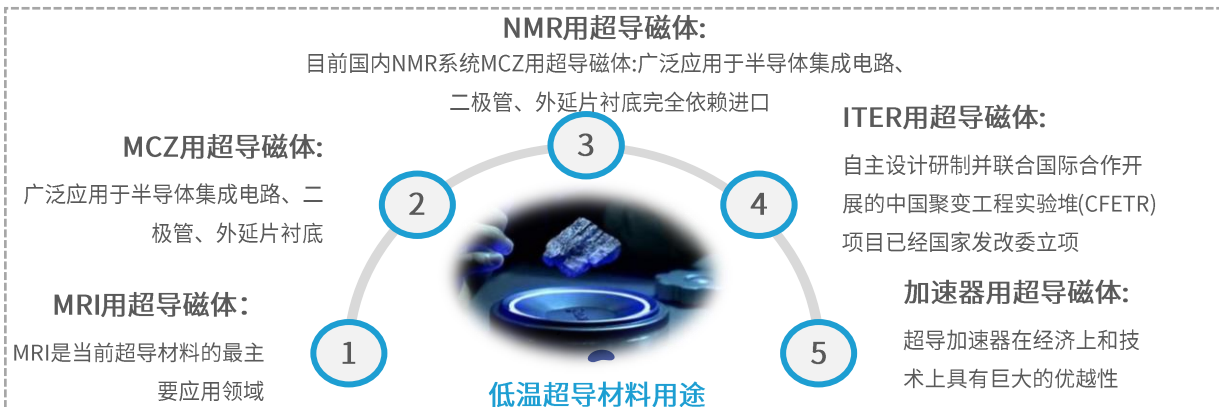 NMR用超导磁体:
目前国内NMR系统MCZ用超导磁体:广泛应用于半导体集成电路、
二极管、外延片衬底完全依赖进口
MCZ用超导磁体:
广泛应用于半导体集成电路、二
极管、外延片衬底
MRI用超导磁体：
MRI是当前超导材料的最主
要应用领域
1
2
3
4
5
ITER用超导磁体:
自主设计研制并联合国际合作开
展的中国聚变工程实验堆(CFETR)
项目已经国家发改委立项
加速器用超导磁体:
超导加速器在经济上和技
术上具有巨大的优越性
低温超导材料用途